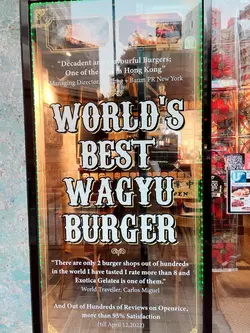 "Decadent and Flavourful Burgers;
One of the Best in Hong Kong"
Managing Director, Baum PR New York
WORLD'S
BEST
WAGYU
BURGER
"There are only 2 burger shops out of hundreds
in the world I have tasted I rate more than 8 and
Exotica Gelatea is one of them."
World Traveller, Carlos Miguel
And Out of Hundreds of Reviews on Openrice,
more than 95% Satisfaction
(till April 12, 2022)